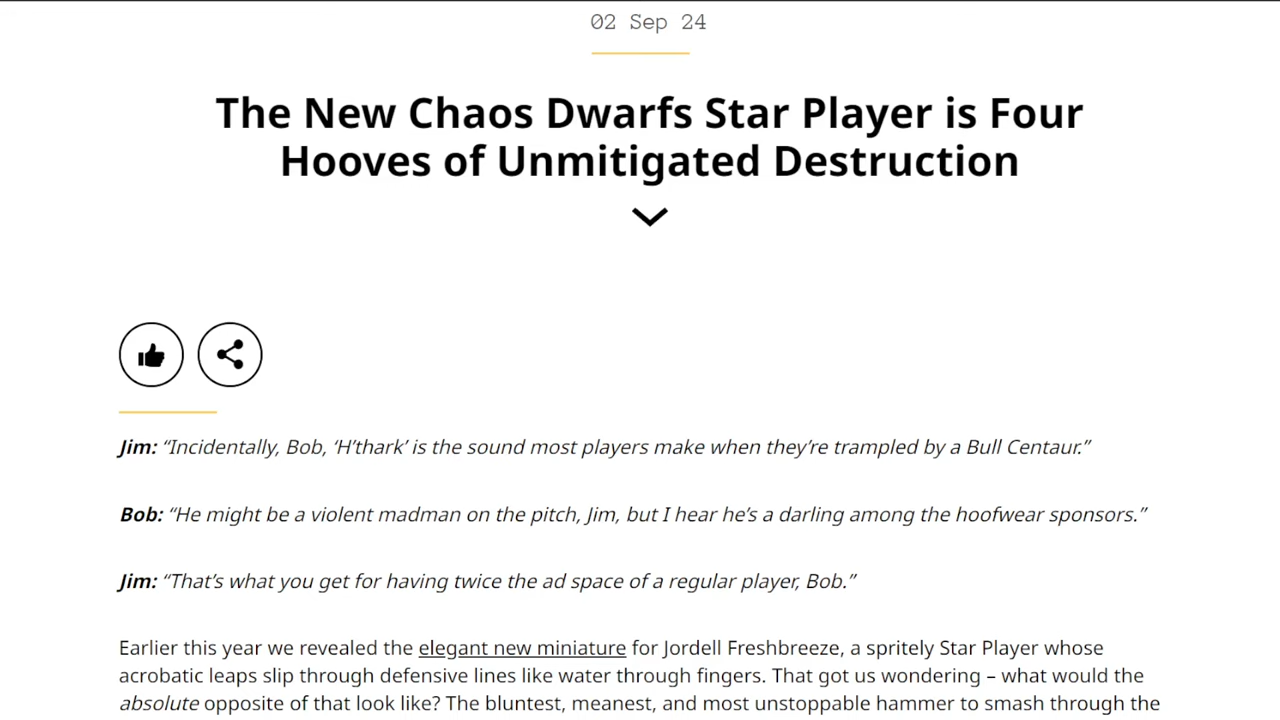 02 Sep 24
The New Chaos Dwarfs Star Player is Four
Hooves of Unmitigated Destruction
Jim: “Incidentally, Bob, ‘H’thark’ is the sound most players make when they’re trampled by a Bull Centaur.”
Bob: “He might be a violent madman on the pitch, Jim, but I hear he’s a darling among the hoofwear sponsors.”
Jim: “That’s what you get for having twice the ad space of a regular player, Bob.”
Earlier this year we revealed the elegant new miniature for Jordell Freshbreeze, a spritely Star Player whose
acrobatic leaps slip through defensive lines like water through fingers. That got us wondering – what would the
absolute opposite of that look like? The bluntest, meanest, and most unstoppable hammer to smash through the